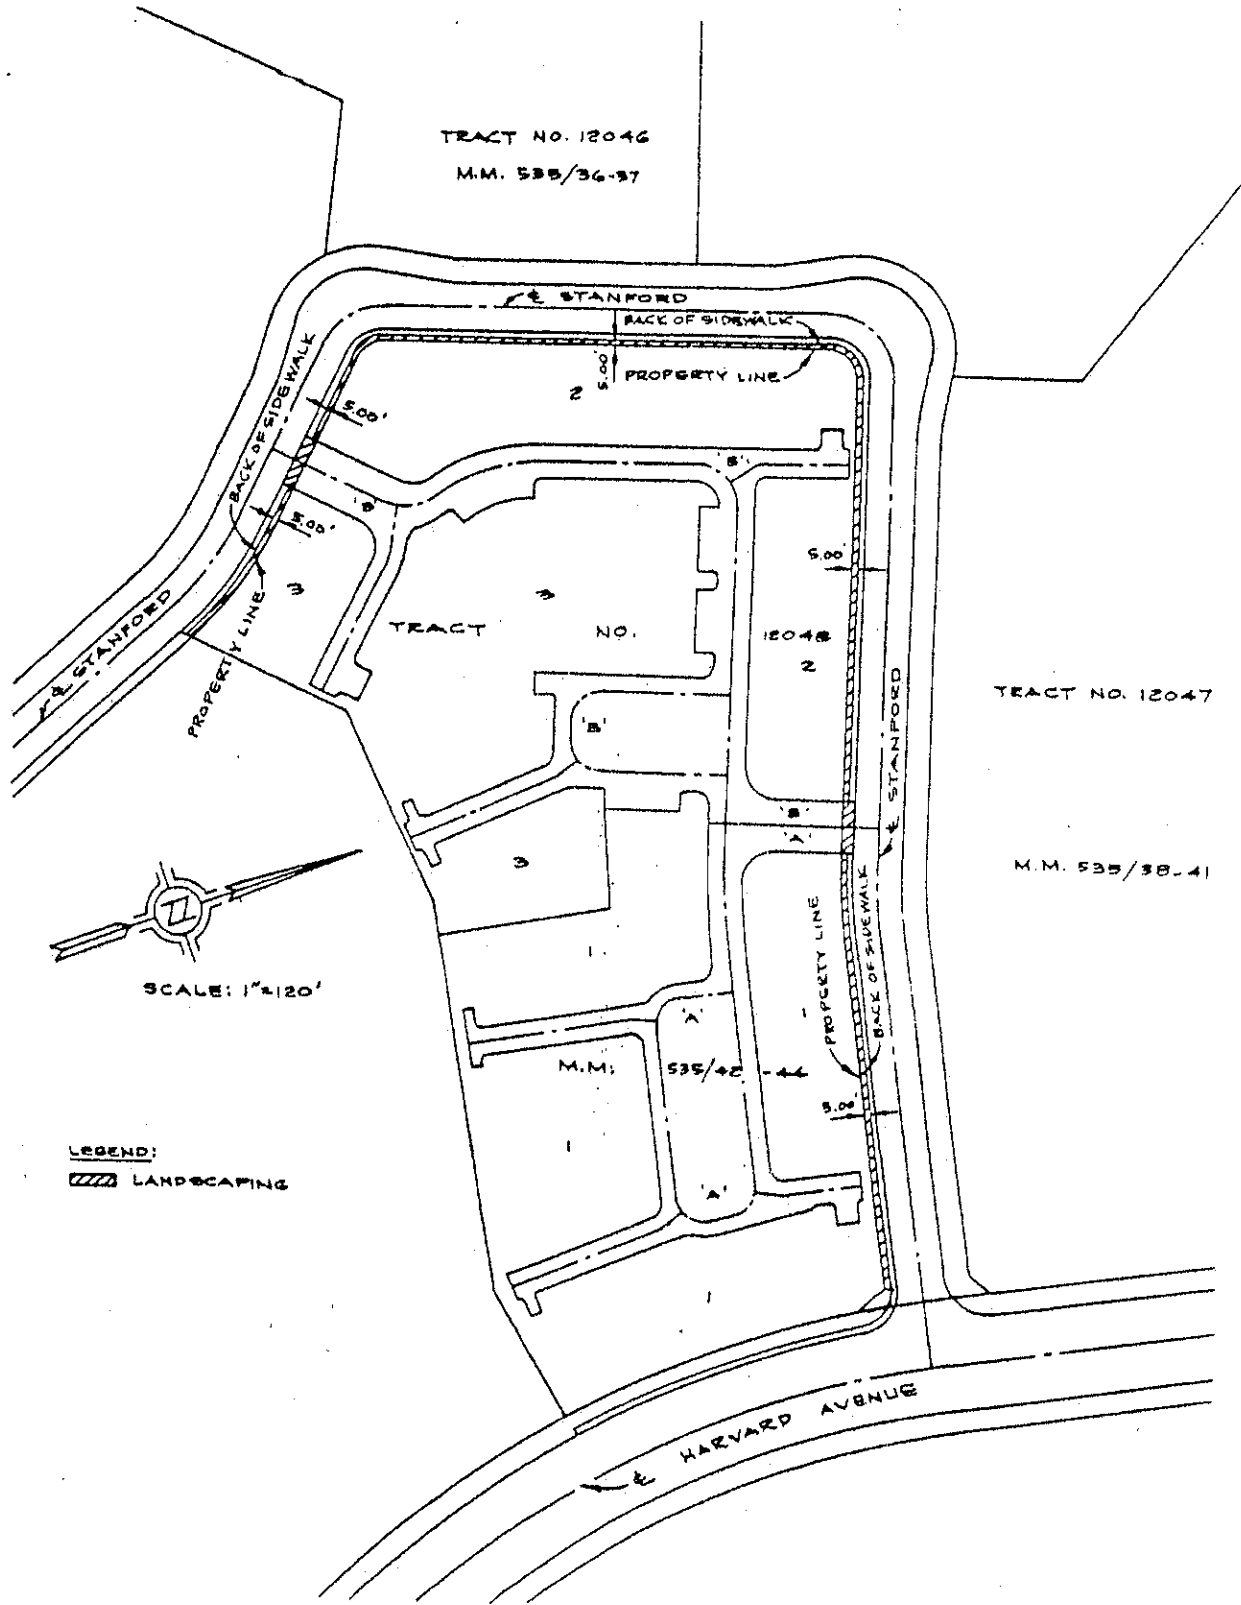 TRACT NO. 12046
M.M. 535/36-37
℄ STANFORD
BACK OF SIDEWALK
PROPERTY LINE
5.00'
2
BACK OF SIDEWALK
5.00'
'B'
'B'
5.00'
3
PROPERTY LINE
℄ STANFORD
3
TRACT NO. 12048
5.00'
2
℄ STANFORD
TRACT NO. 12047
M.M. 535/38-41
'B'
'B'
'A'
3
1
PROPERTY LINE
BACK OF SIDEWALK
SCALE: 1"=120'
'A'
M.M. 535/42-44
5.00'
1
1
LEGEND:
LANDSCAPING
'A'
1
℄ HARVARD AVENUE